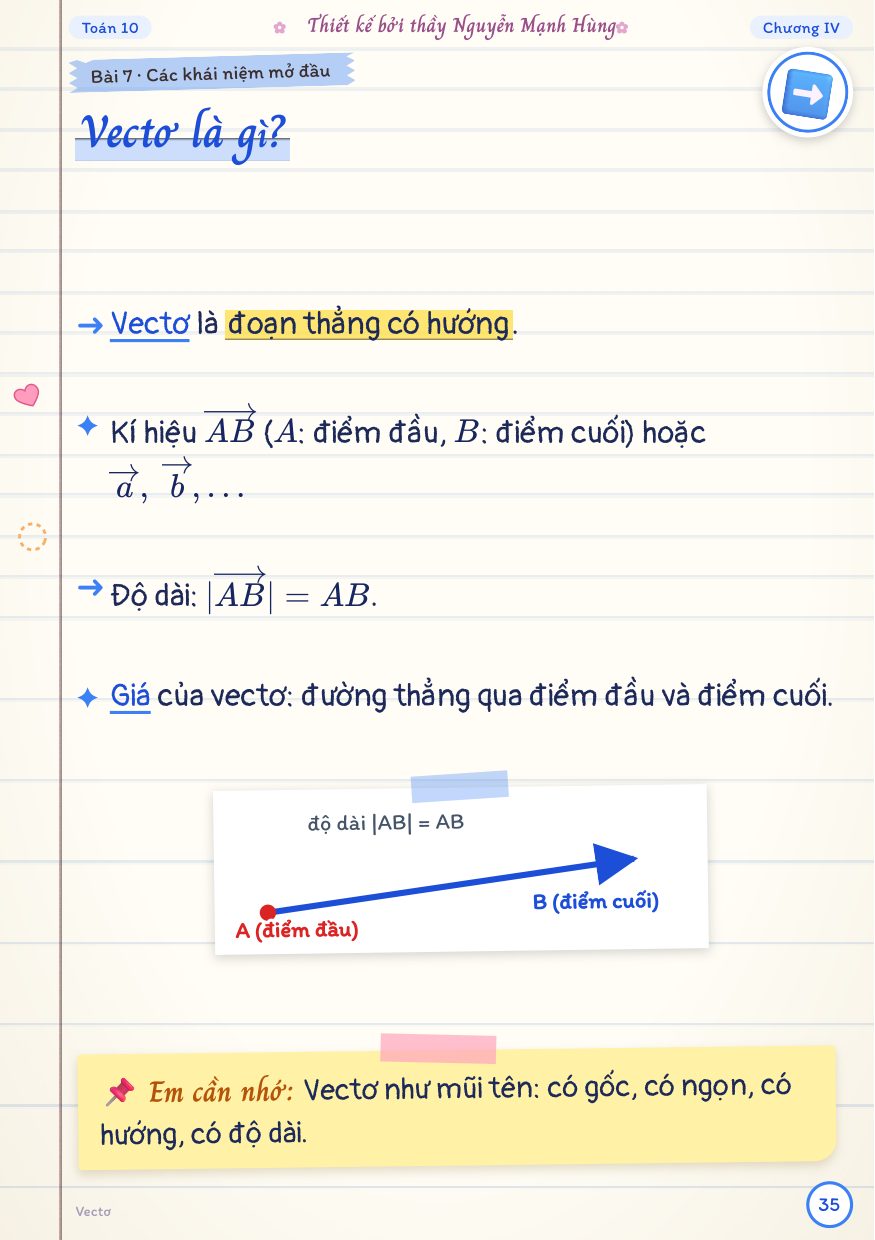 Toán 10
Thiết kế bởi thầy Nguyễn Mạnh Hùng
Chương IV
Bài 7 · Các khái niệm mở đầu
Vectơ là gì?
→ Vectơ là đoạn thẳng có hướng.
✦ Kí hiệu $\overrightarrow{AB}$ (A: điểm đầu, B: điểm cuối) hoặc
$\overrightarrow{a}$, $\overrightarrow{b}$, ...
→ Độ dài: $|\overrightarrow{AB}| = AB$.
✦ Giá của vectơ: đường thẳng qua điểm đầu và điểm cuối.
độ dài |AB| = AB
B (điểm cuối)
A (điểm đầu)
📌 Em cần nhớ: Vectơ như mũi tên: có gốc, có ngọn, có
hướng, có độ dài.
Vectơ
35